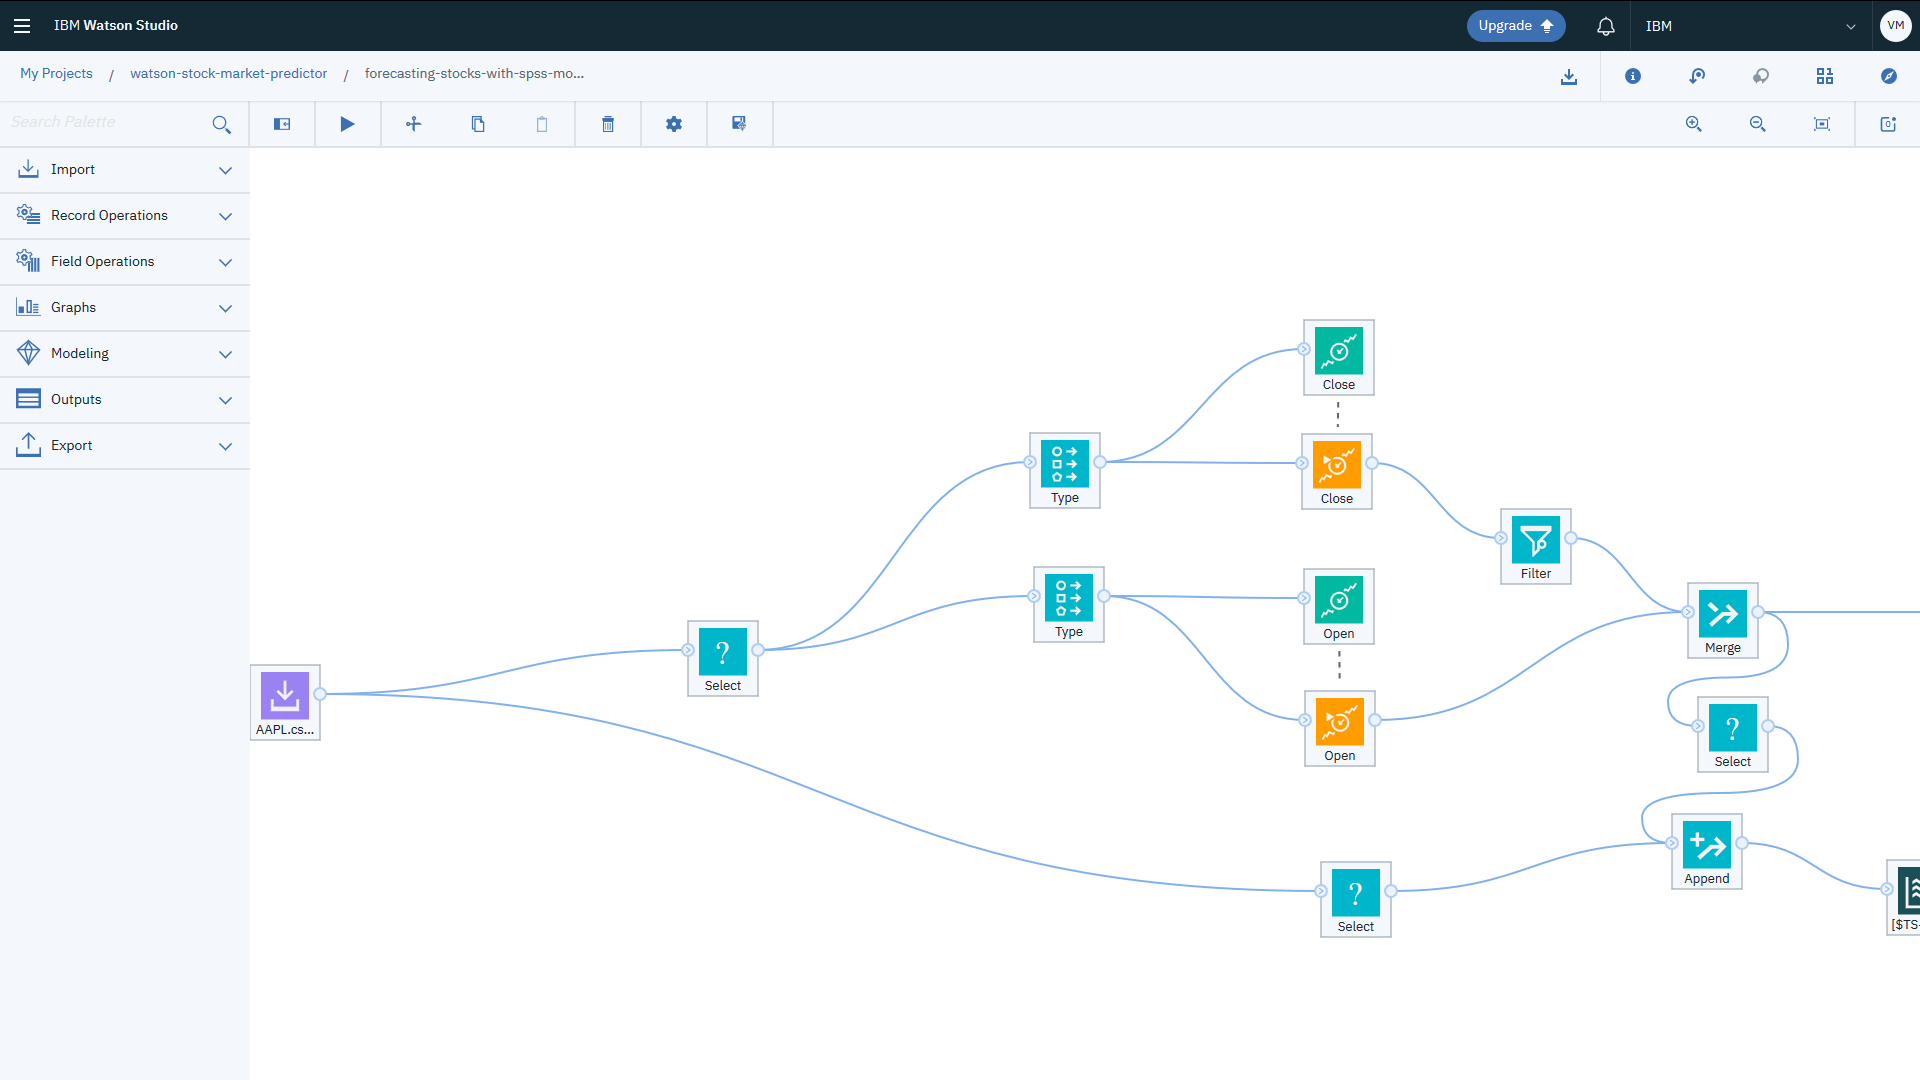 IBM Watson Studio
Upgrade
IBM
VM
My Projects / watson-stock-market-predictor / forecasting-stocks-with-spss-mo...
Search Palette
0
Import
Record Operations
Field Operations
Graphs
Modeling
Outputs
Export
Close
Close
Type
Filter
Type
Open
Merge
Select
AAPL.cs...
Open
Select
Append
Select
[$TS-